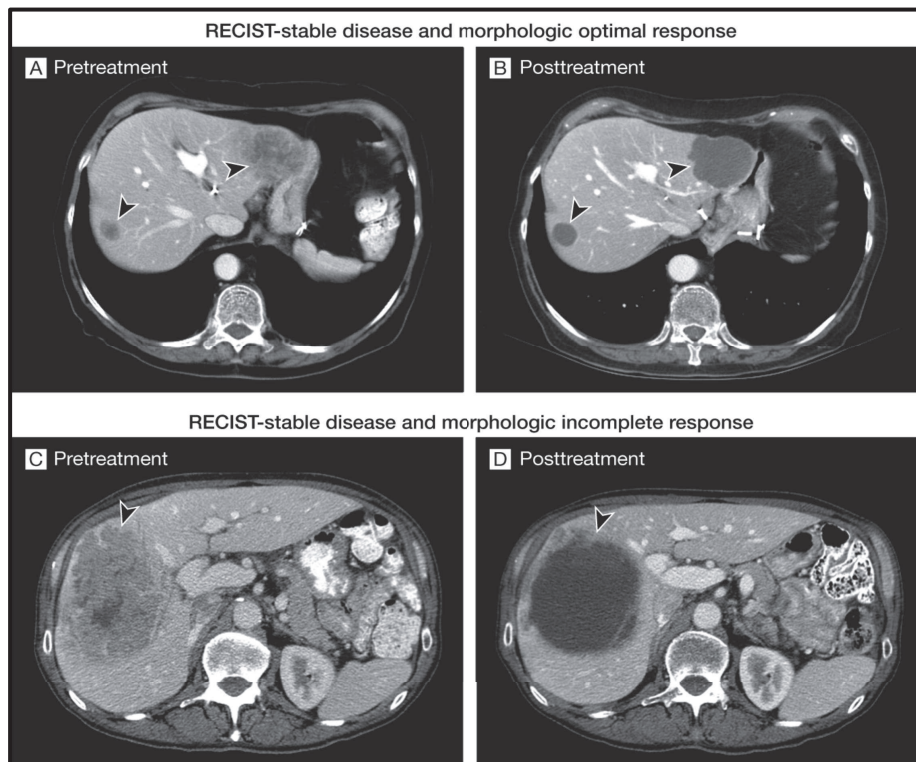 RECIST-stable disease and morphologic optimal response
A Pretreatment
B Posttreatment
RECIST-stable disease and morphologic incomplete response
C Pretreatment
D Posttreatment